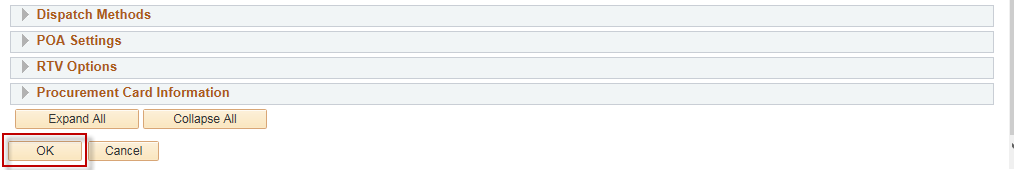 Dispatch Methods
POA Settings
RTV Options
Procurement Card Information
Expand All Collapse All
OK Cancel